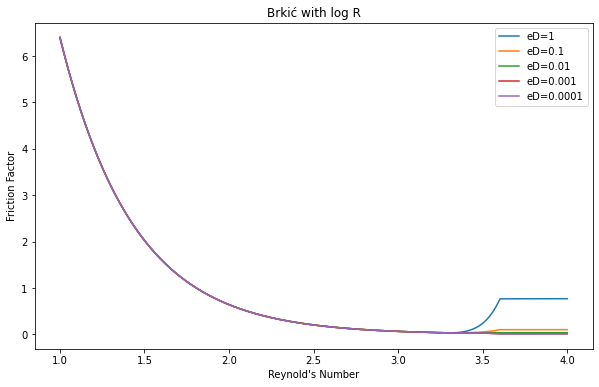 Brkić with log R
eD=1
eD=0.1
eD=0.01
eD=0.001
eD=0.0001
Friction Factor
6
5
4
3
2
1
0
1.0 1.5 2.0 2.5 3.0 3.5 4.0
Reynold's Number